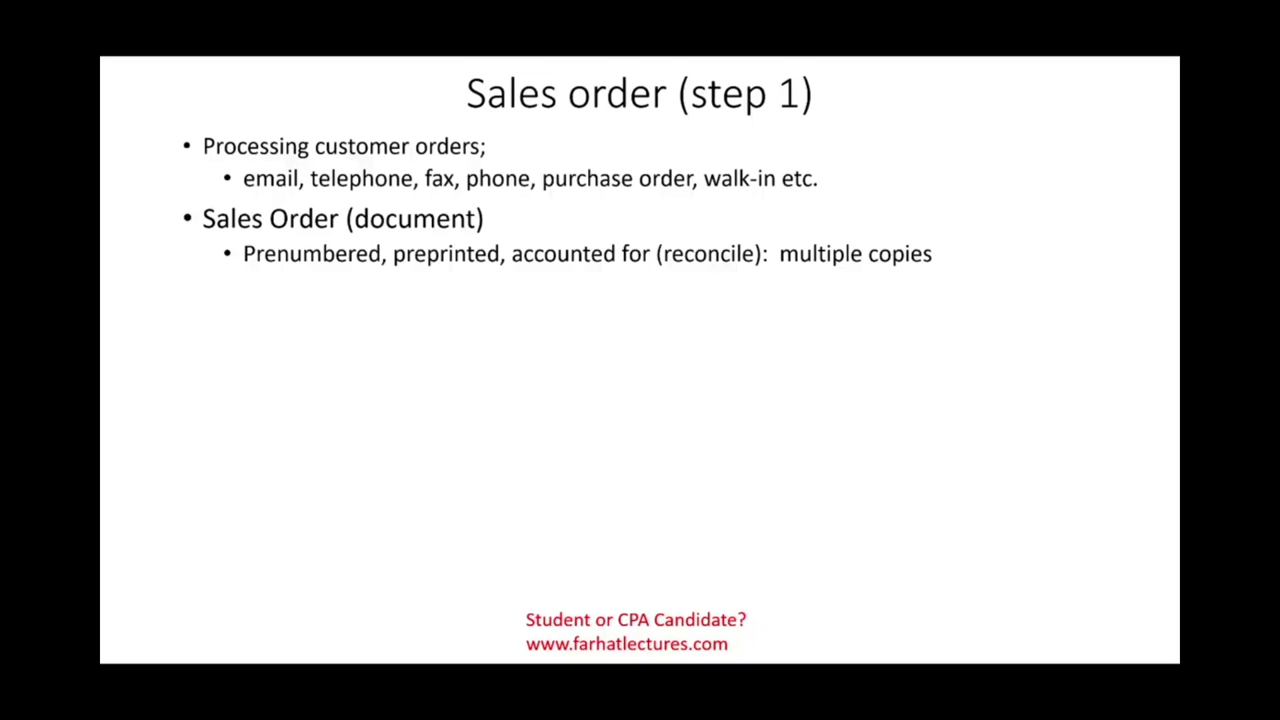 Sales order (step 1)
• Processing customer orders;
• email, telephone, fax, phone, purchase order, walk-in etc.
• Sales Order (document)
• Prenumbered, preprinted, accounted for (reconcile):  multiple copies
Student or CPA Candidate?
www.farhatlectures.com